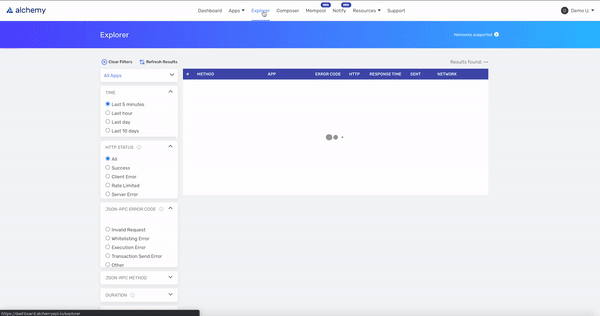 alchemy
Dashboard Apps Explorer Composer Mempool NEW Notify NEW Resources Support Demo U.
Explorer
Networks supported
Clear Filters Refresh Results
Results found: --
All Apps
# METHOD APP ERROR CODE HTTP RESPONSE TIME SENT NETWORK
TIME
Last 5 minutes
Last hour
Last day
Last 10 days
HTTP STATUS
All
Success
Client Error
Rate Limited
Server Error
JSON-RPC ERROR CODE
Invalid Request
Whitelisting Error
Execution Error
Transaction Send Error
Other
JSON-RPC METHOD
DURATION
https://dashboard.alchemyapi.io/explorer